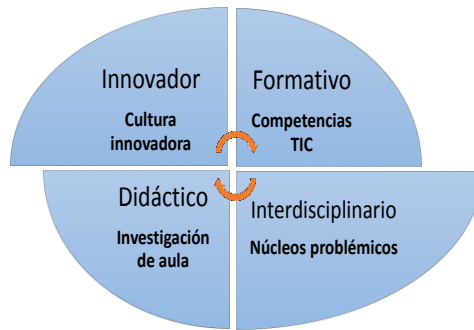 Innovador
Cultura
innovadora
Formativo
Competencias
TIC
Didáctico
Investigación
de aula
Interdisciplinario
Núcleos problémicos